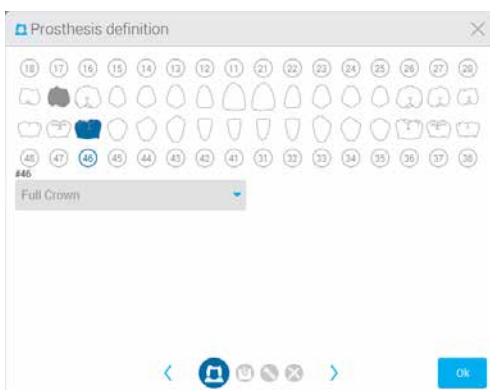 Prosthesis definition
18 17 16 15 14 13 12 11 21 22 23 24 25 26 27 28
48 47 46 45 44 43 42 41 31 32 33 34 35 36 37 38
#46
Full Crown
Ok